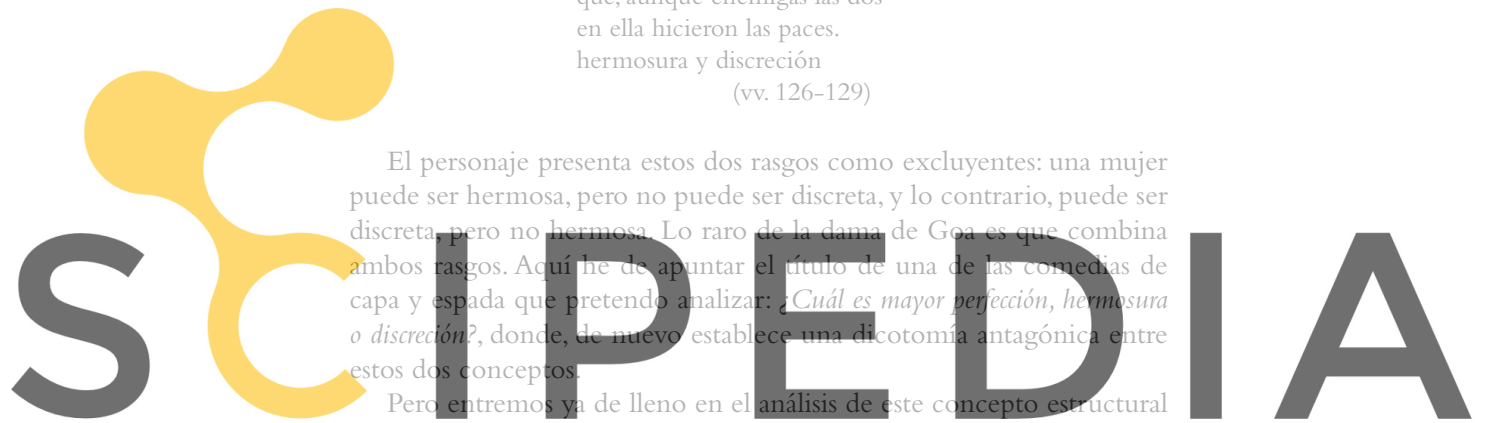 que, aunque enemigas las dos
en ella hicieron las paces.
hermosura y discreción
(vv. 126-129)
El personaje presenta estos dos rasgos como excluyentes: una mujer
puede ser hermosa, pero no puede ser discreta, y lo contrario, puede ser
discreta, pero no hermosa. Lo raro de la dama de Goa es que combina
ambos rasgos. Aquí he de apuntar el título de una de las comedias de
capa y espada que pretendo analizar: ¿Cuál es mayor perfección, hermosura
o discreción?, donde, de nuevo establece una dicotomía antagónica entre
estos dos conceptos.
Pero entremos ya de lleno en el análisis de este concepto estructural
SCIPEDIA